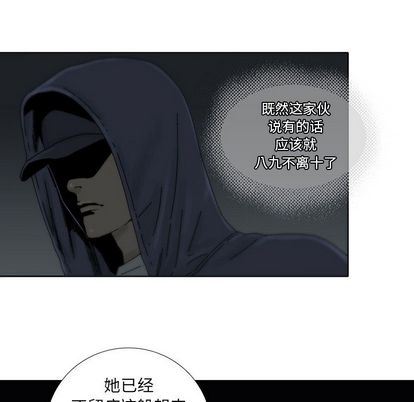 既然这家伙
说有的话
应该就
八九不离十了
她已经